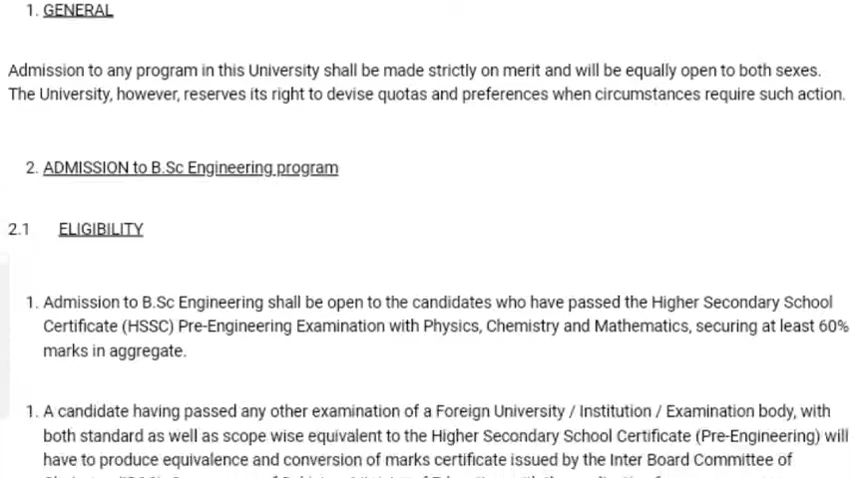 1. GENERAL
Admission to any program in this University shall be made strictly on merit and will be equally open to both sexes.
The University, however, reserves its right to devise quotas and preferences when circumstances require such action.
2. ADMISSION to B.Sc Engineering program
2.1 ELIGIBILITY
1. Admission to B.Sc Engineering shall be open to the candidates who have passed the Higher Secondary School
Certificate (HSSC) Pre-Engineering Examination with Physics, Chemistry and Mathematics, securing at least 60%
marks in aggregate.
1. A candidate having passed any other examination of a Foreign University / Institution / Examination body, with
both standard as well as scope wise equivalent to the Higher Secondary School Certificate (Pre-Engineering) will
have to produce equivalence and conversion of marks certificate issued by the Inter Board Committee of